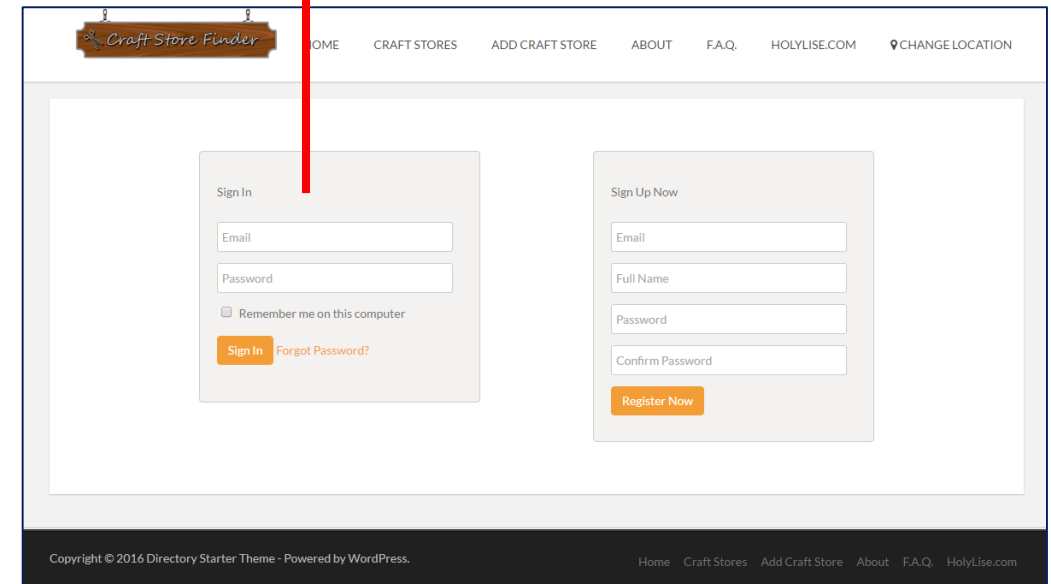 Craft Store Finder
HOME CRAFT STORES ADD CRAFT STORE ABOUT F.A.Q. HOLYLISE.COM CHANGE LOCATION
Sign In
Email
Password
Remember me on this computer
Sign In Forgot Password?
Sign Up Now
Email
Full Name
Password
Confirm Password
Register Now
Copyright © 2016 Directory Starter Theme - Powered by WordPress.
Home Craft Stores Add Craft Store About F.A.Q. HolyLise.com